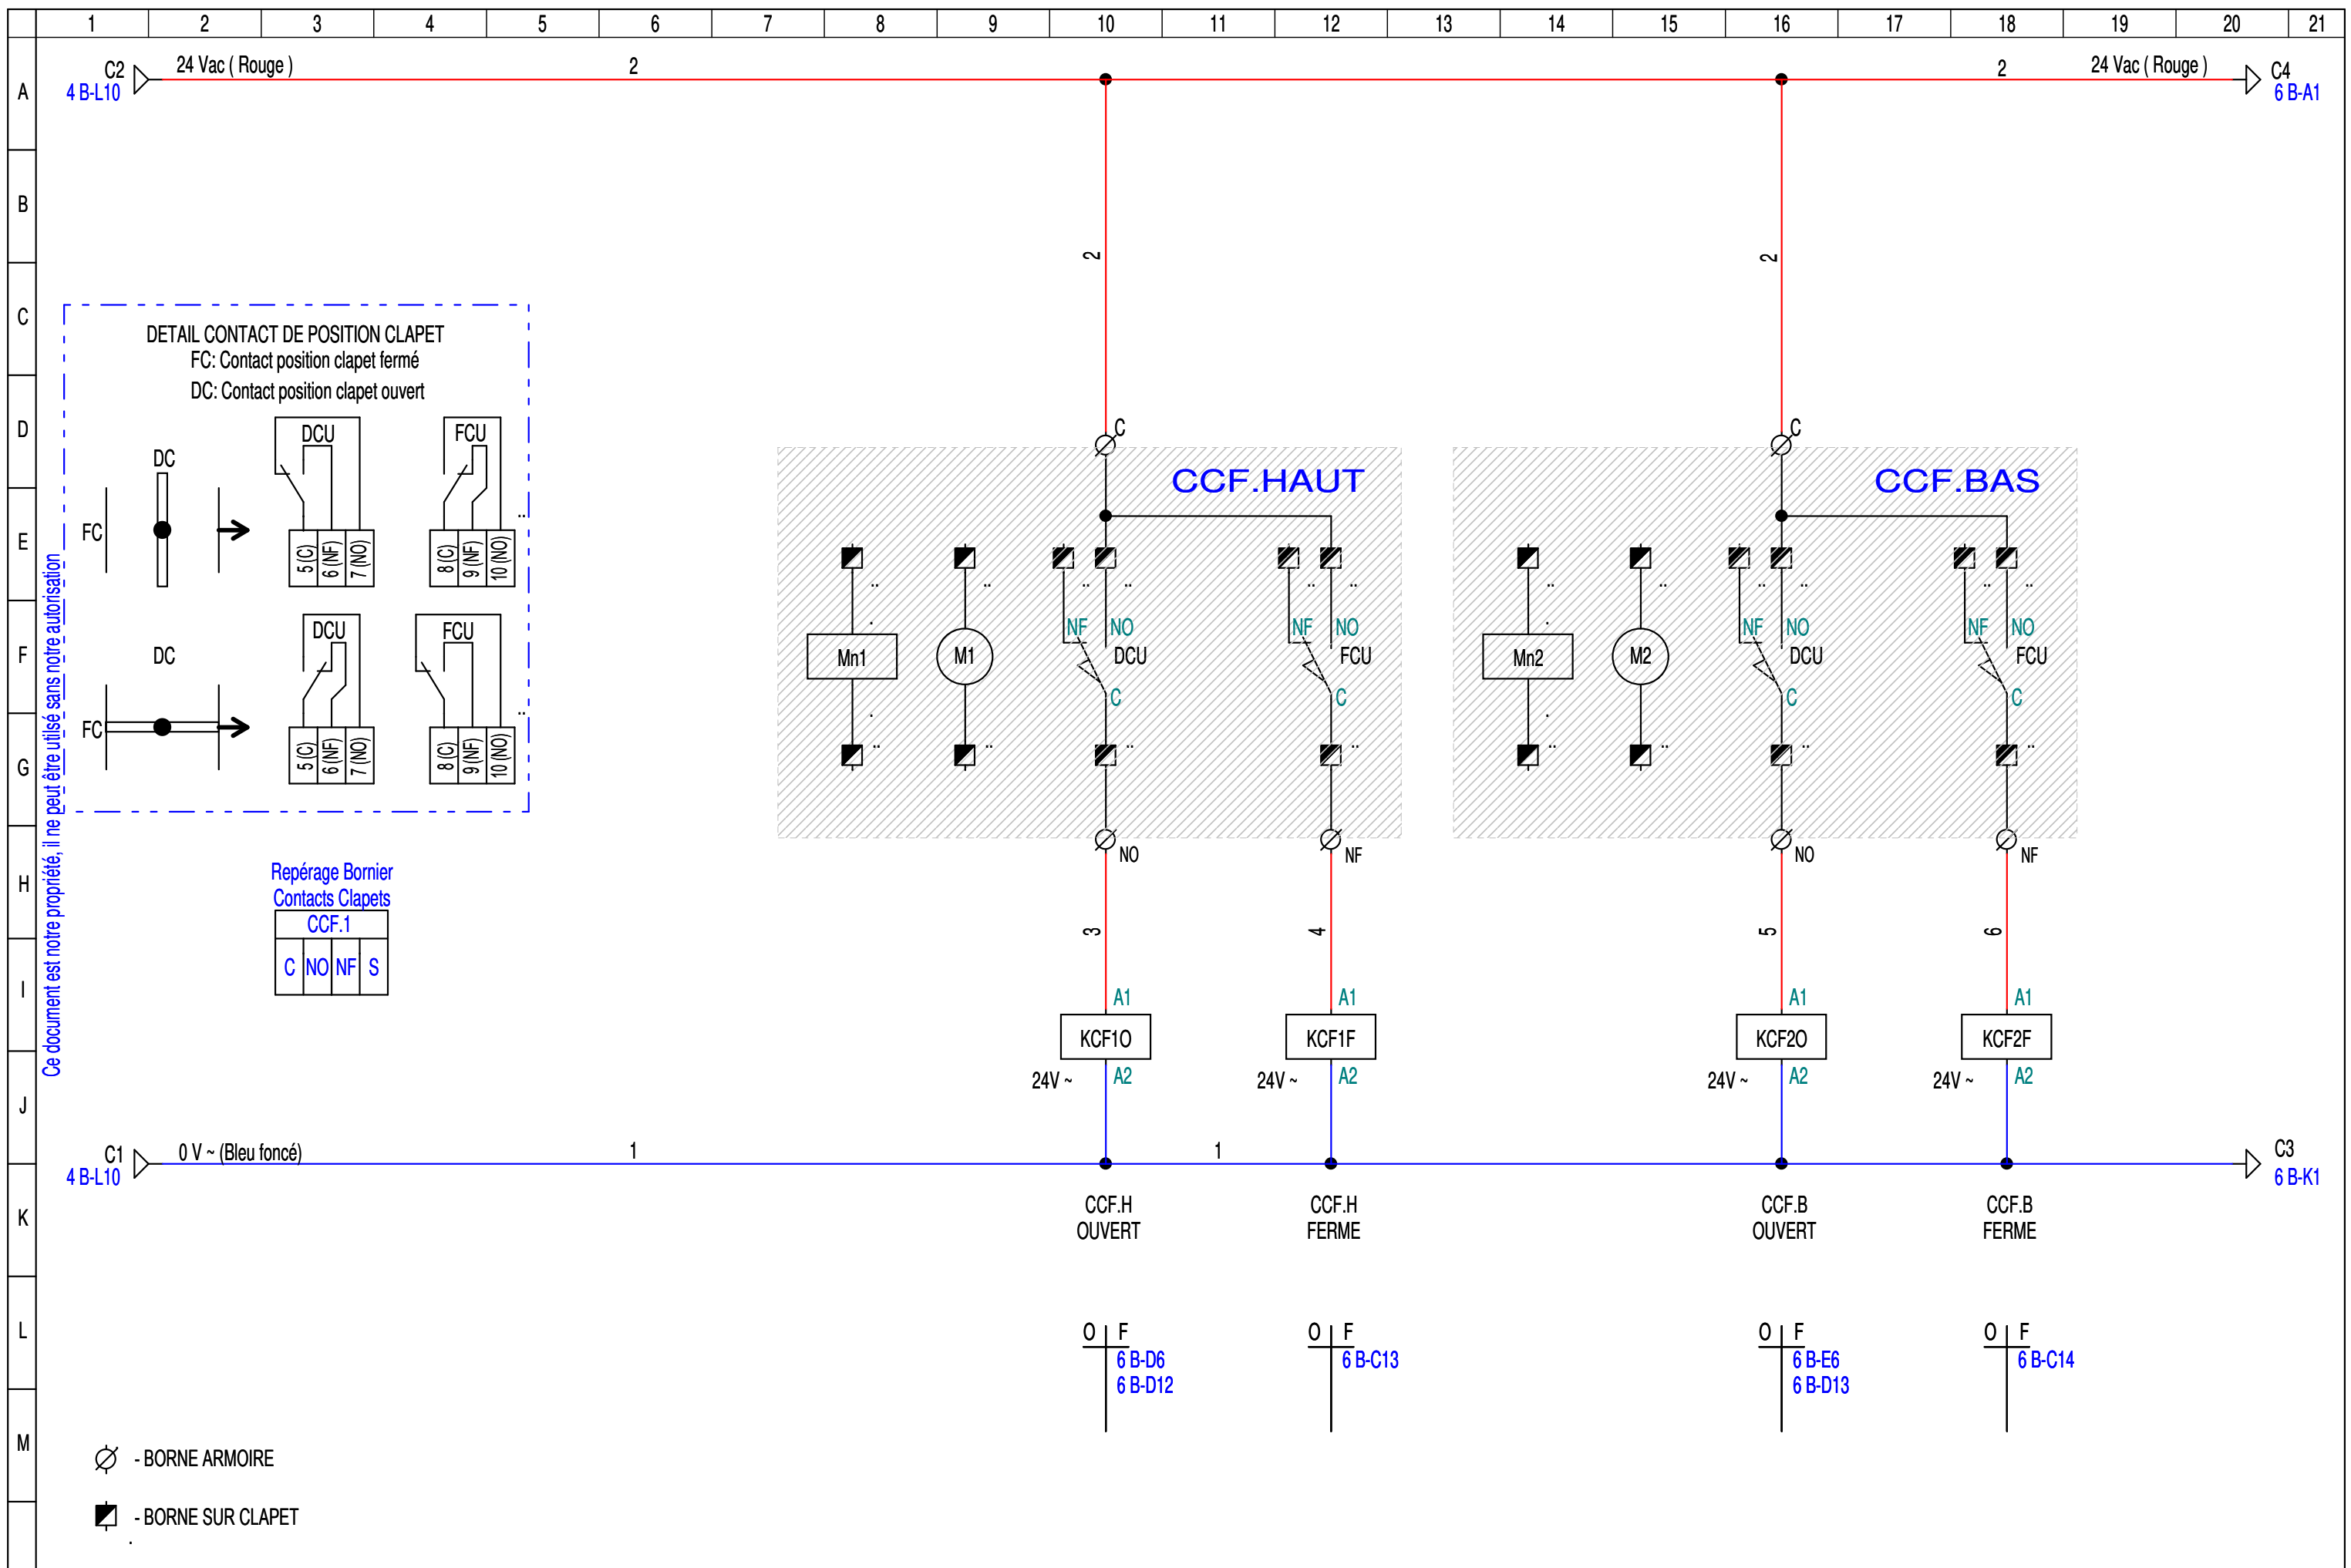 1 2 3 4 5 6 7 8 9 10 11 12 13 14 15 16 17 18 19 20 21
A
B
C
D
E
F
G
H
I
J
K
L
M
C2
4 B-L10
24 Vac ( Rouge )
2
2
24 Vac ( Rouge )
C4
6 B-A1
2
2
DETAIL CONTACT DE POSITION CLAPET
FC: Contact position clapet fermé
DC: Contact position clapet ouvert
DC
FC
DCU
5 (C) 6 (NF) 7 (NO)
FCU
8 (C) 9 (NF) 10 (NO)
DC
FC
DCU
5 (C) 6 (NF) 7 (NO)
FCU
8 (C) 9 (NF) 10 (NO)
Ce document est notre propriété, il ne peut être utilisé sans notre autorisation
Repérage Bornier
Contacts Clapets
CCF.1
C NO NF S
C
CCF.HAUT
Mn1
M1
NF NO
DCU
C
NF NO
FCU
C
NO
NF
C
CCF.BAS
Mn2
M2
NF NO
DCU
C
NF NO
FCU
C
NO
NF
3
4
5
6
A1
KCF1O
24V ~ A2
A1
KCF1F
24V ~ A2
A1
KCF2O
24V ~ A2
A1
KCF2F
24V ~ A2
C1
4 B-L10
0 V ~ (Bleu foncé)
1
1
C3
6 B-K1
CCF.H
OUVERT
CCF.H
FERME
CCF.B
OUVERT
CCF.B
FERME
O F
6 B-D6
6 B-D12
O F
6 B-C13
O F
6 B-E6
6 B-D13
O F
6 B-C14
- BORNE ARMOIRE
- BORNE SUR CLAPET